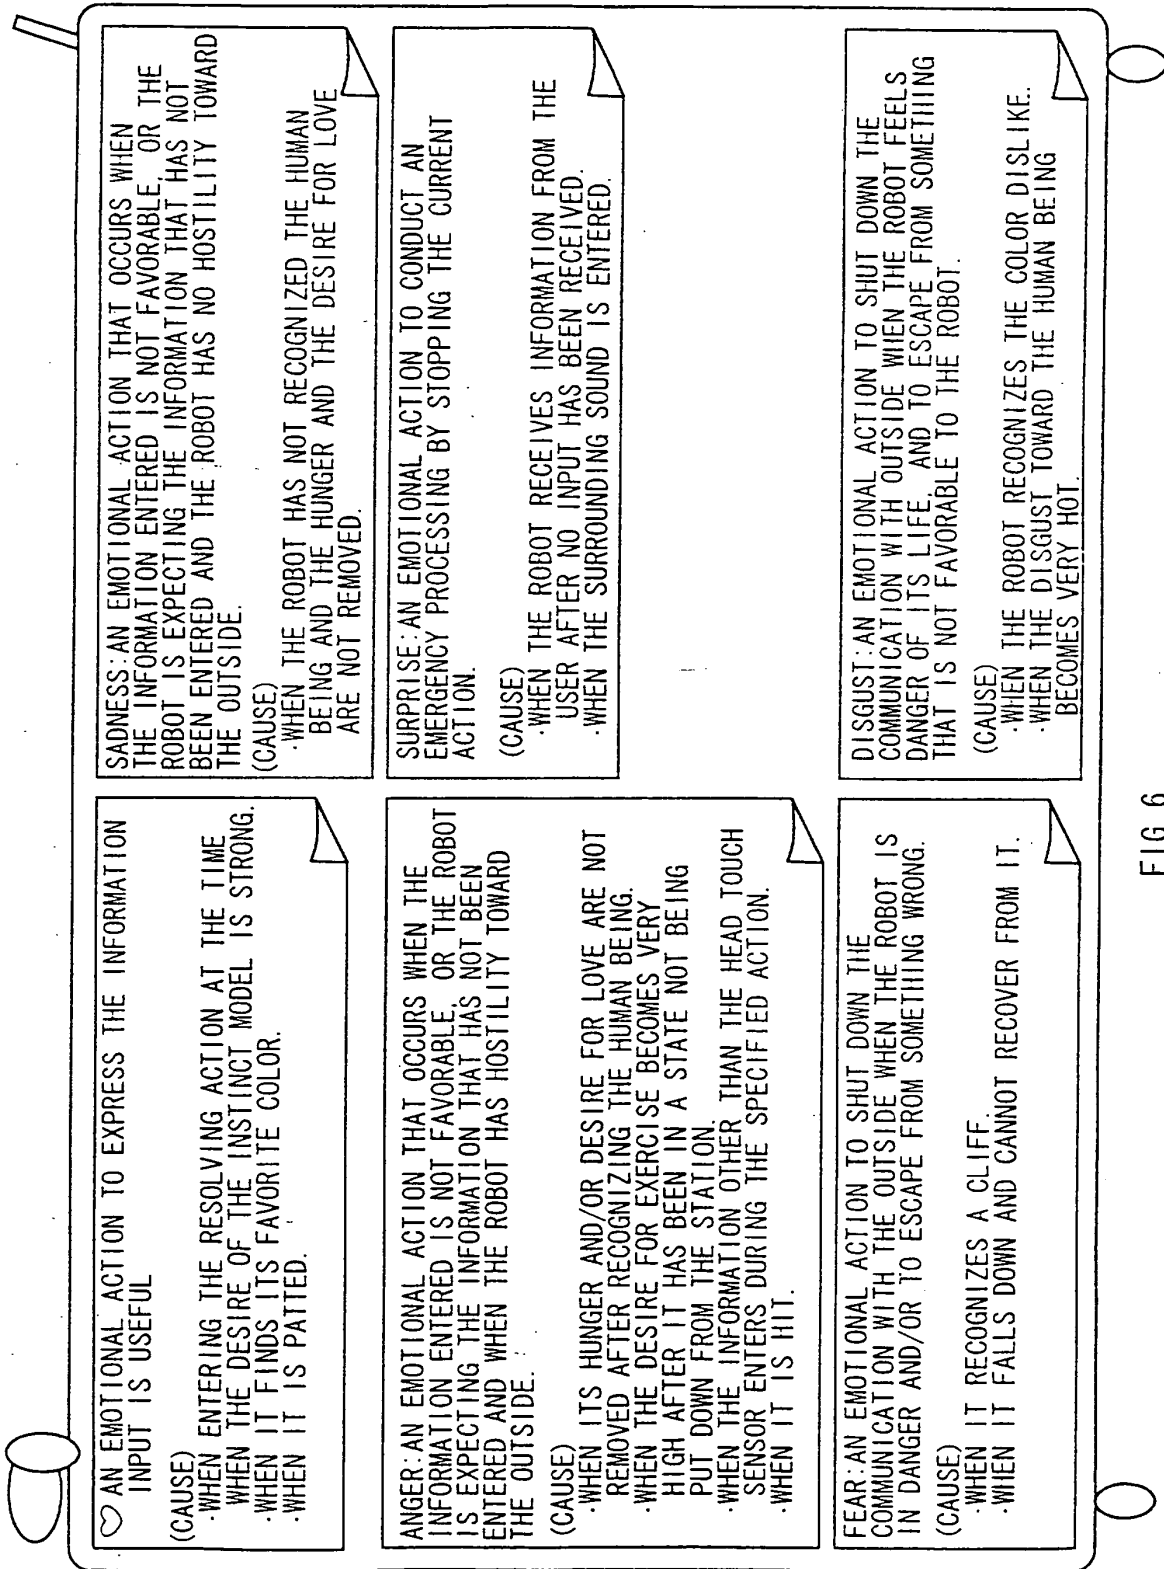 ♡ AN EMOTIONAL ACTION TO EXPRESS THE INFORMATION
INPUT IS USEFUL
(CAUSE)
·WHEN ENTERING THE RESOLVING ACTION AT THE TIME
WHEN THE DESIRE OF THE INSTINCT MODEL IS STRONG.
·WHEN IT FINDS ITS FAVORITE COLOR.
·WHEN IT IS PATTED.
SADNESS:AN EMOTIONAL ACTION THAT OCCURS WHEN
THE INFORMATION ENTERED IS NOT FAVORABLE, OR THE
ROBOT IS EXPECTING THE INFORMATION THAT HAS NOT
BEEN ENTERED AND THE ROBOT HAS NO HOSTILITY TOWARD
THE OUTSIDE.
(CAUSE)
·WHEN THE ROBOT HAS NOT RECOGNIZED THE HUMAN
BEING AND THE HUNGER AND THE DESIRE FOR LOVE
ARE NOT REMOVED.
ANGER:AN EMOTIONAL ACTION THAT OCCURS WHEN THE
INFORMATION ENTERED IS NOT FAVORABLE, OR THE ROBOT
IS EXPECTING THE INFORMATION THAT HAS NOT BEEN
ENTERED AND WHEN THE ROBOT HAS HOSTILITY TOWARD
THE OUTSIDE.
(CAUSE)
·WHEN ITS HUNGER AND/OR DESIRE FOR LOVE ARE NOT
REMOVED AFTER RECOGNIZING THE HUMAN BEING.
·WHEN THE DESIRE FOR EXERCISE BECOMES VERY
HIGH AFTER IT HAS BEEN IN A STATE NOT BEING
PUT DOWN FROM THE STATION.
·WHEN THE INFORMATION OTHER THAN THE HEAD TOUCH
SENSOR ENTERS DURING THE SPECIFIED ACTION.
·WHEN IT IS HIT.
SURPRISE:AN EMOTIONAL ACTION TO CONDUCT AN
EMERGENCY PROCESSING BY STOPPING THE CURRENT
ACTION.
(CAUSE)
·WHEN THE ROBOT RECEIVES INFORMATION FROM THE
USER AFTER NO INPUT HAS BEEN RECEIVED.
·WHEN THE SURROUNDING SOUND IS ENTERED.
FEAR:AN EMOTIONAL ACTION TO SHUT DOWN THE
COMMUNICATION WITH THE OUTSIDE WHEN THE ROBOT IS
IN DANGER AND/OR TO ESCAPE FROM SOMETHING WRONG.
(CAUSE)
·WHEN IT RECOGNIZES A CLIFF.
·WHEN IT FALLS DOWN AND CANNOT RECOVER FROM IT.
DISGUST:AN EMOTIONAL ACTION TO SHUT DOWN THE
COMMUNICATION WITH OUTSIDE WHEN THE ROBOT FEELS
DANGER OF ITS LIFE, AND TO ESCAPE FROM SOMETHING
THAT IS NOT FAVORABLE TO THE ROBOT.
(CAUSE)
·WHEN THE ROBOT RECOGNIZES THE COLOR DISLIKE.
·WHEN THE DISGUST TOWARD THE HUMAN BEING
BECOMES VERY HOT.
FIG. 6